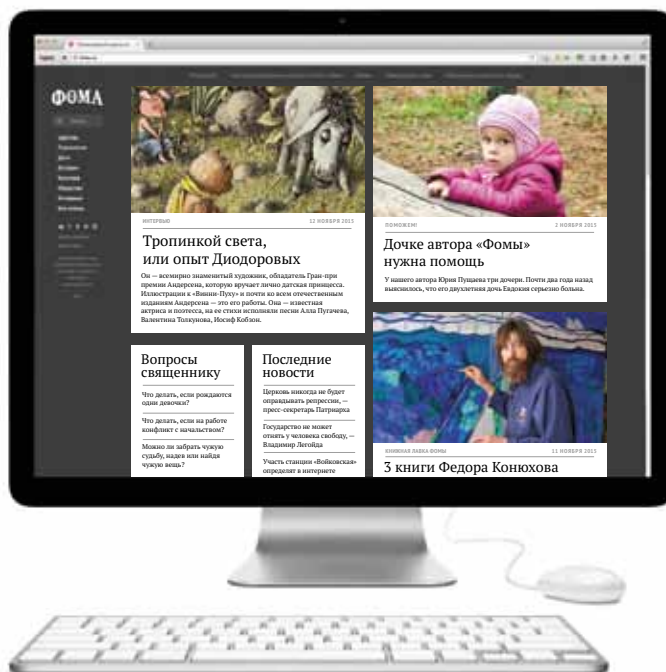 ФОМА
ИНТЕРВЬЮ
12 НОЯБРЯ 2015
Тропинкой света,
или опыт Диодоровых
Он — всемирно знаменитый художник, обладатель Гран-при
премии Андерсена, которую вручает лично датская принцесса.
Иллюстрации к «Винни-Пуху» и почти ко всем отечественным
изданиям Андерсена — это его работы. Она — известная
актриса и поэтесса, на ее стихи исполняли песни Алла Пугачева,
Валентина Толкунова, Иосиф Кобзон.
Вопросы
священнику
Что делать, если рождаются
одни девочки?
Что делать, если на работе
конфликт с начальством?
Можно ли забрать чужую
судьбу, надев или найдя
чужую вещь?
Последние
новости
Церковь никогда не будет
оправдывать репрессии, —
пресс-секретарь Патриарха
Государство не может
отнять у человека свободу, —
Владимир Легойда
Участь станции «Войковская»
определят в интернете
ПОМОЖЕМ!
2 НОЯБРЯ 2015
Дочке автора «Фомы»
нужна помощь
У нашего автора Юрия Пущаева три дочери. Почти два года назад
выяснилось, что его двухлетняя дочь Евдокия серьезно больна.
КНИЖНАЯ ЛАВКА ФОМЫ
11 НОЯБРЯ 2015
3 книги Федора Конюхова